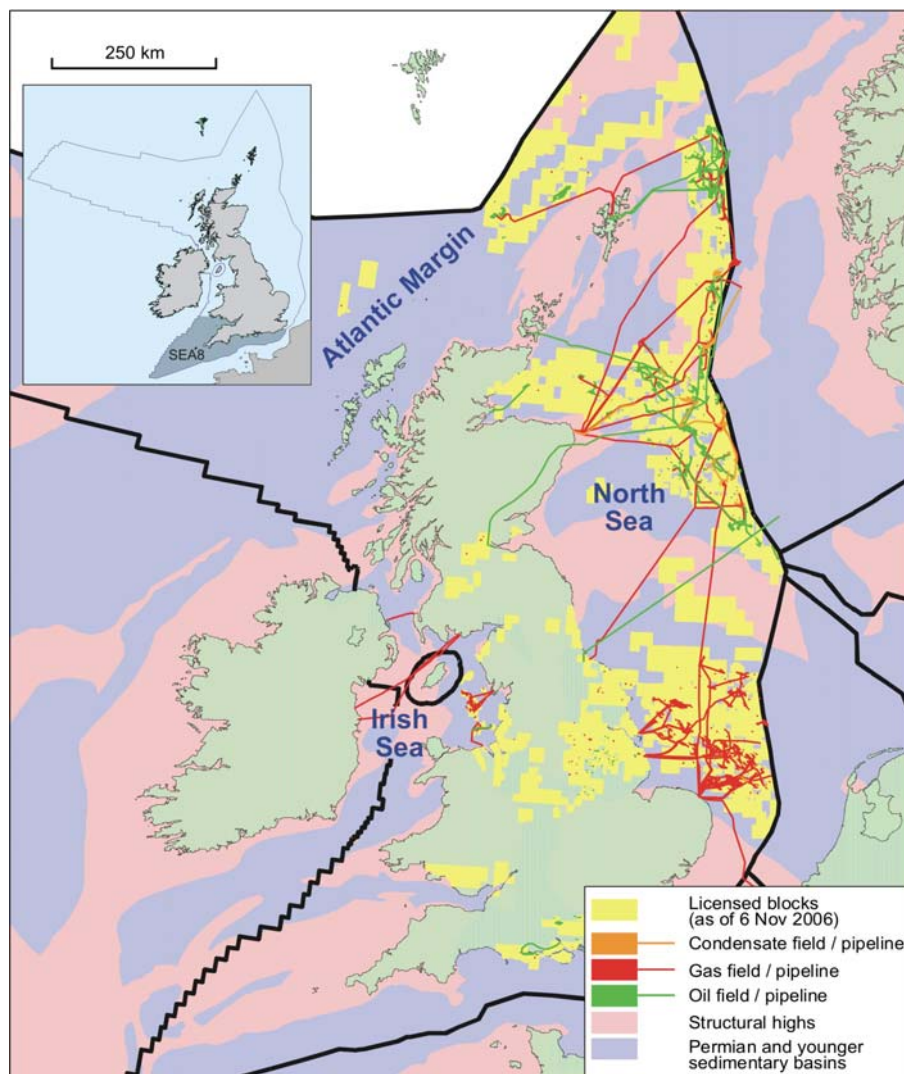 250 km
SEA8
Atlantic Margin
North
Sea
Irish
Sea
Licensed blocks
(as of 6 Nov 2006)
Condensate field / pipeline
Gas field / pipeline
Oil field / pipeline
Structural highs
Permian and younger
sedimentary basins